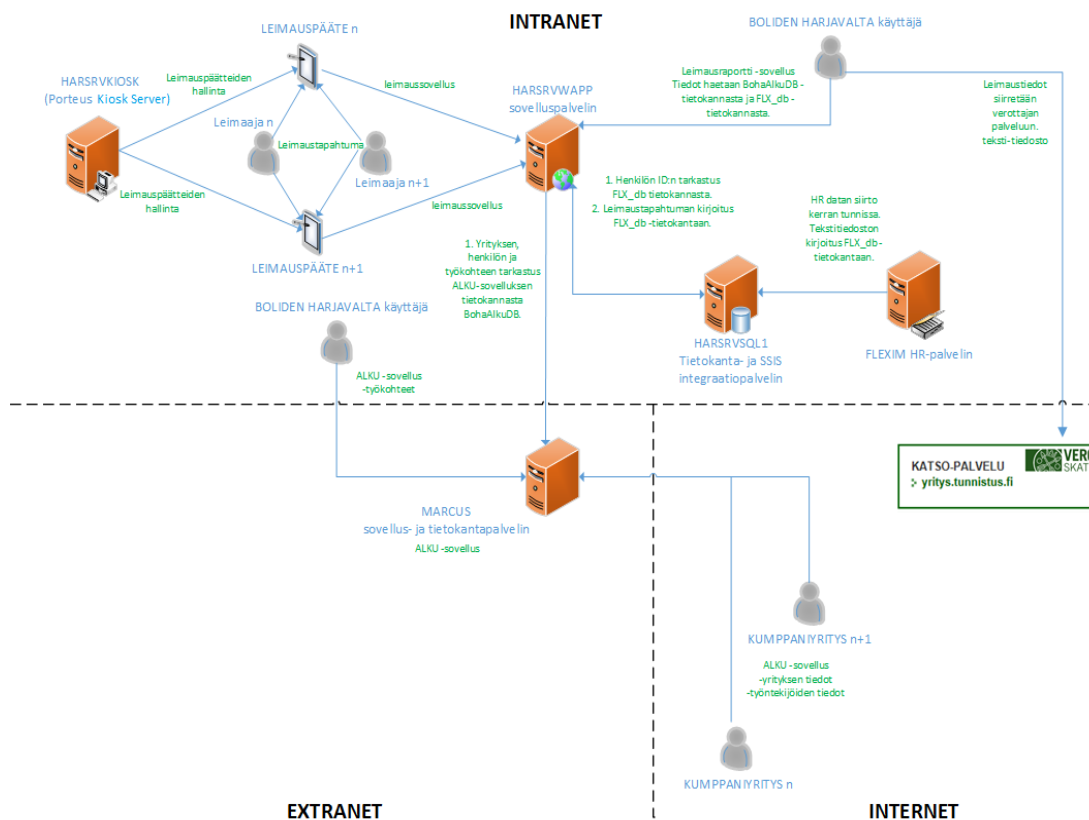 INTRANET
LEIMAUSPÄÄTE n
BOLIDEN HARJAVALTA käyttäjä
HARSRVKIOSK
(Porteus Kiosk Server)
Leimauspäätteiden
hallinta
leimaussovellus
HARSRVWAPP
sovelluspalvelin
Leimausraportti -sovellus
Tiedot haetaan BohaAlkuDB -
tietokannasta ja FLX_db -
tietokannasta.
Leimaustiedot
siirretään
verottajan
palveluun.
teksti-tiedosto
Leimaaja n
Leimaustapahtuma
Leimaaja n+1
Leimauspäätteiden
hallinta
leimaussovellus
1. Henkilön ID:n tarkastus
FLX_db tietokannasta.
2. Leimaustapahtuman kirjoitus
FLX_db -tietokantaan.
HR datan siirto
kerran tunnissa.
Tekstitiedoston
kirjoitus FLX_db-
tietokantaan.
LEIMAUSPÄÄTE n+1
1. Yrityksen,
henkilön ja
työkohteen tarkastus
ALKU-sovelluksen
tietokannasta
BohaAlkuDB.
BOLIDEN HARJAVALTA käyttäjä
HARSRVSQL1
Tietokanta- ja SSIS
integraatiopalvelin
FLEXIM HR-palvelin
ALKU -sovellus
-työkohteet
KATSO-PALVELU
yritys.tunnistus.fi
VERO
SKAT
MARCUS
sovellus- ja tietokantapalvelin
ALKU -sovellus
KUMPPANIYRITYS n+1
ALKU -sovellus
-yrityksen tiedot
-työntekijöiden tiedot
KUMPPANIYRITYS n
EXTRANET
INTERNET